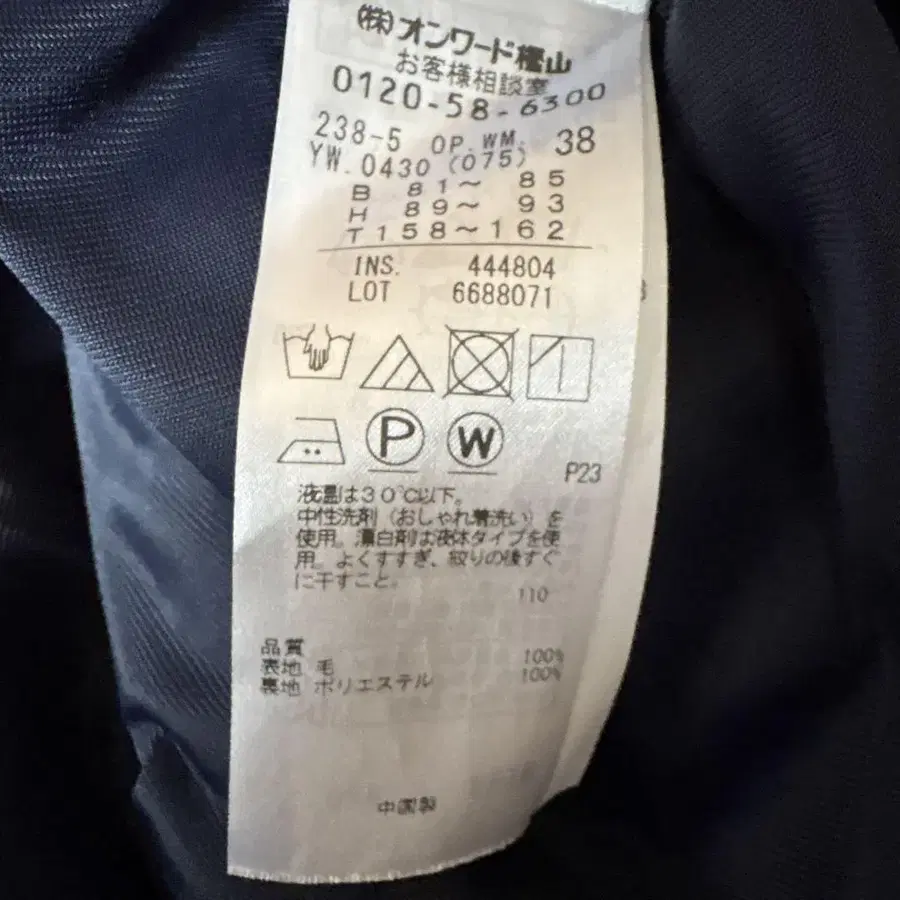 (株)オンワード樫山
お客様相談室
0120-58-6300
238-5 OP.WM. 38
YW.0430(075)
B 81～ 85
H 89～ 93
T158～162
INS. 444804
LOT 6688071
P
W
P23
液温は30℃以下。
中性洗剤（おしゃれ着洗い）を
使用。漂白剤は液体タイプを使
用。よくすすぎ、絞りの後すぐ
に干すこと。
110
品質
表地 毛 100%
裏地 ポリエステル 100%
中国製